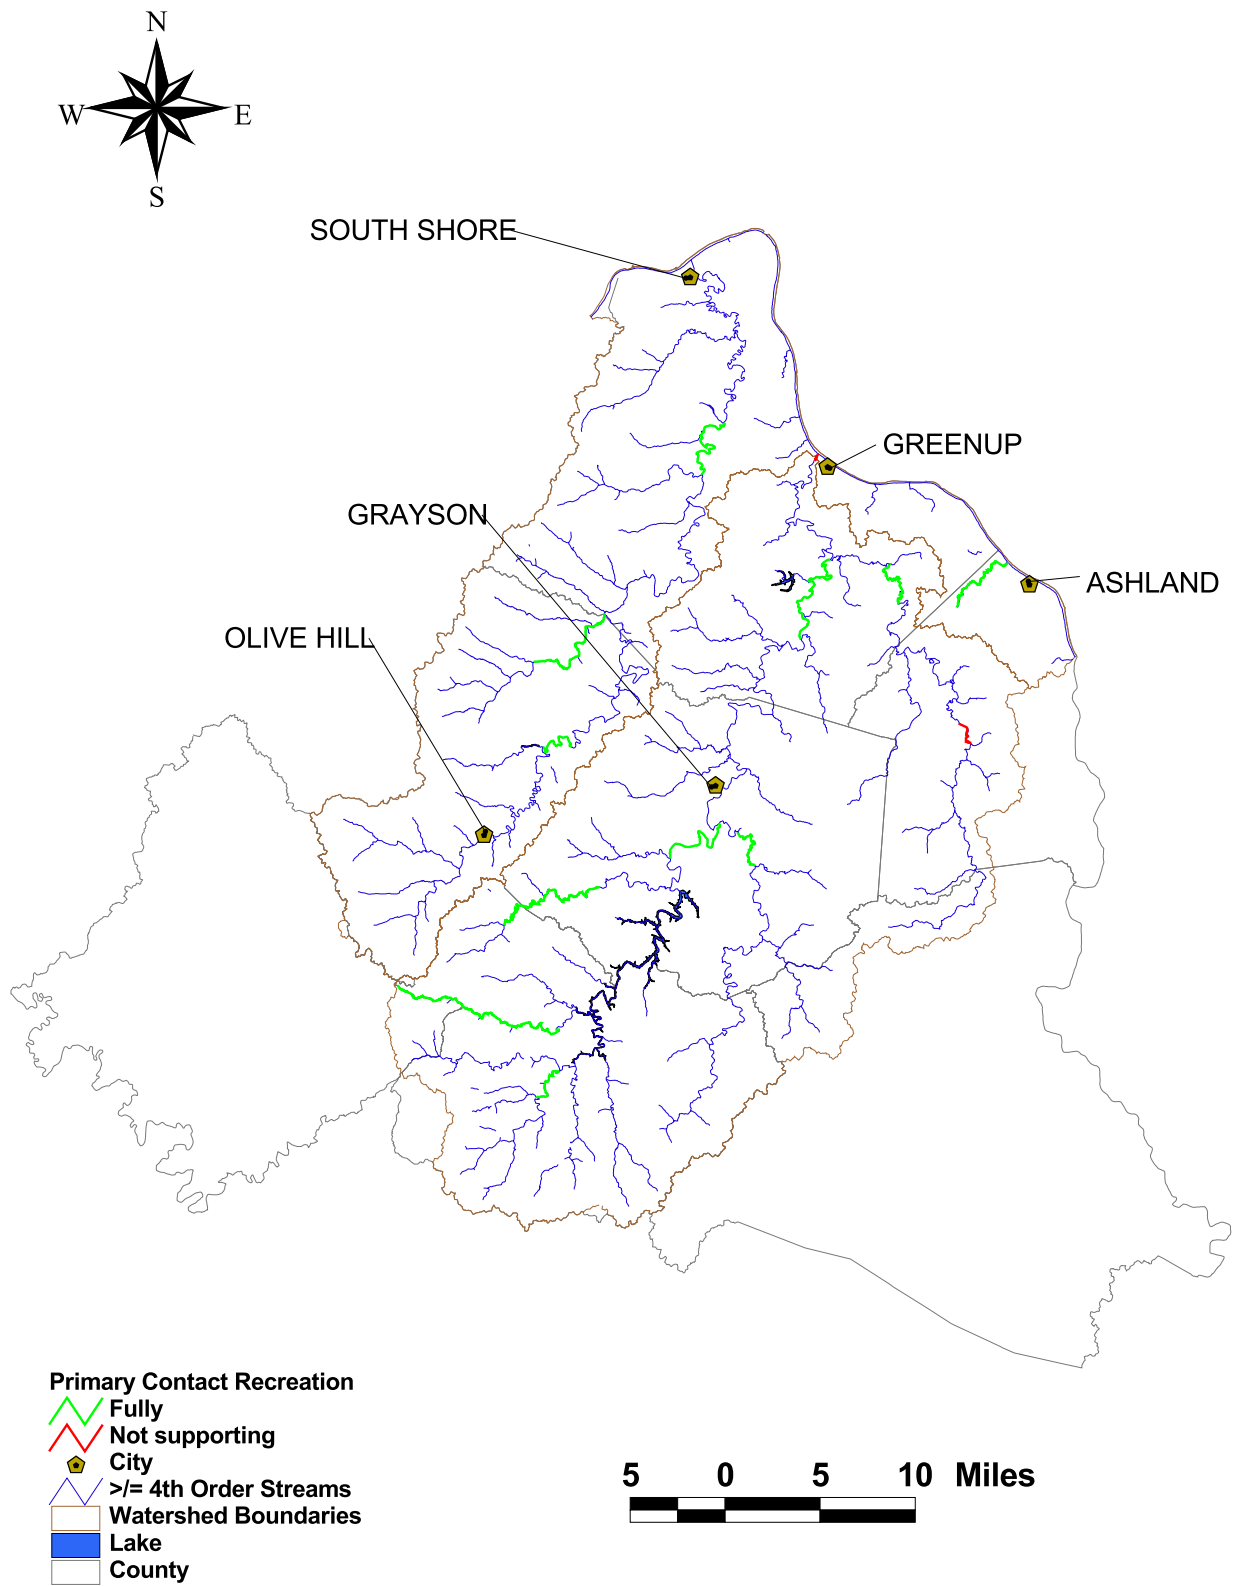 N
W E
S
SOUTH SHORE
GREENUP
GRAYSON
ASHLAND
OLIVE HILL
Primary Contact Recreation
Fully
Not supporting
City
>/= 4th Order Streams
Watershed Boundaries
Lake
County
5 0 5 10 Miles